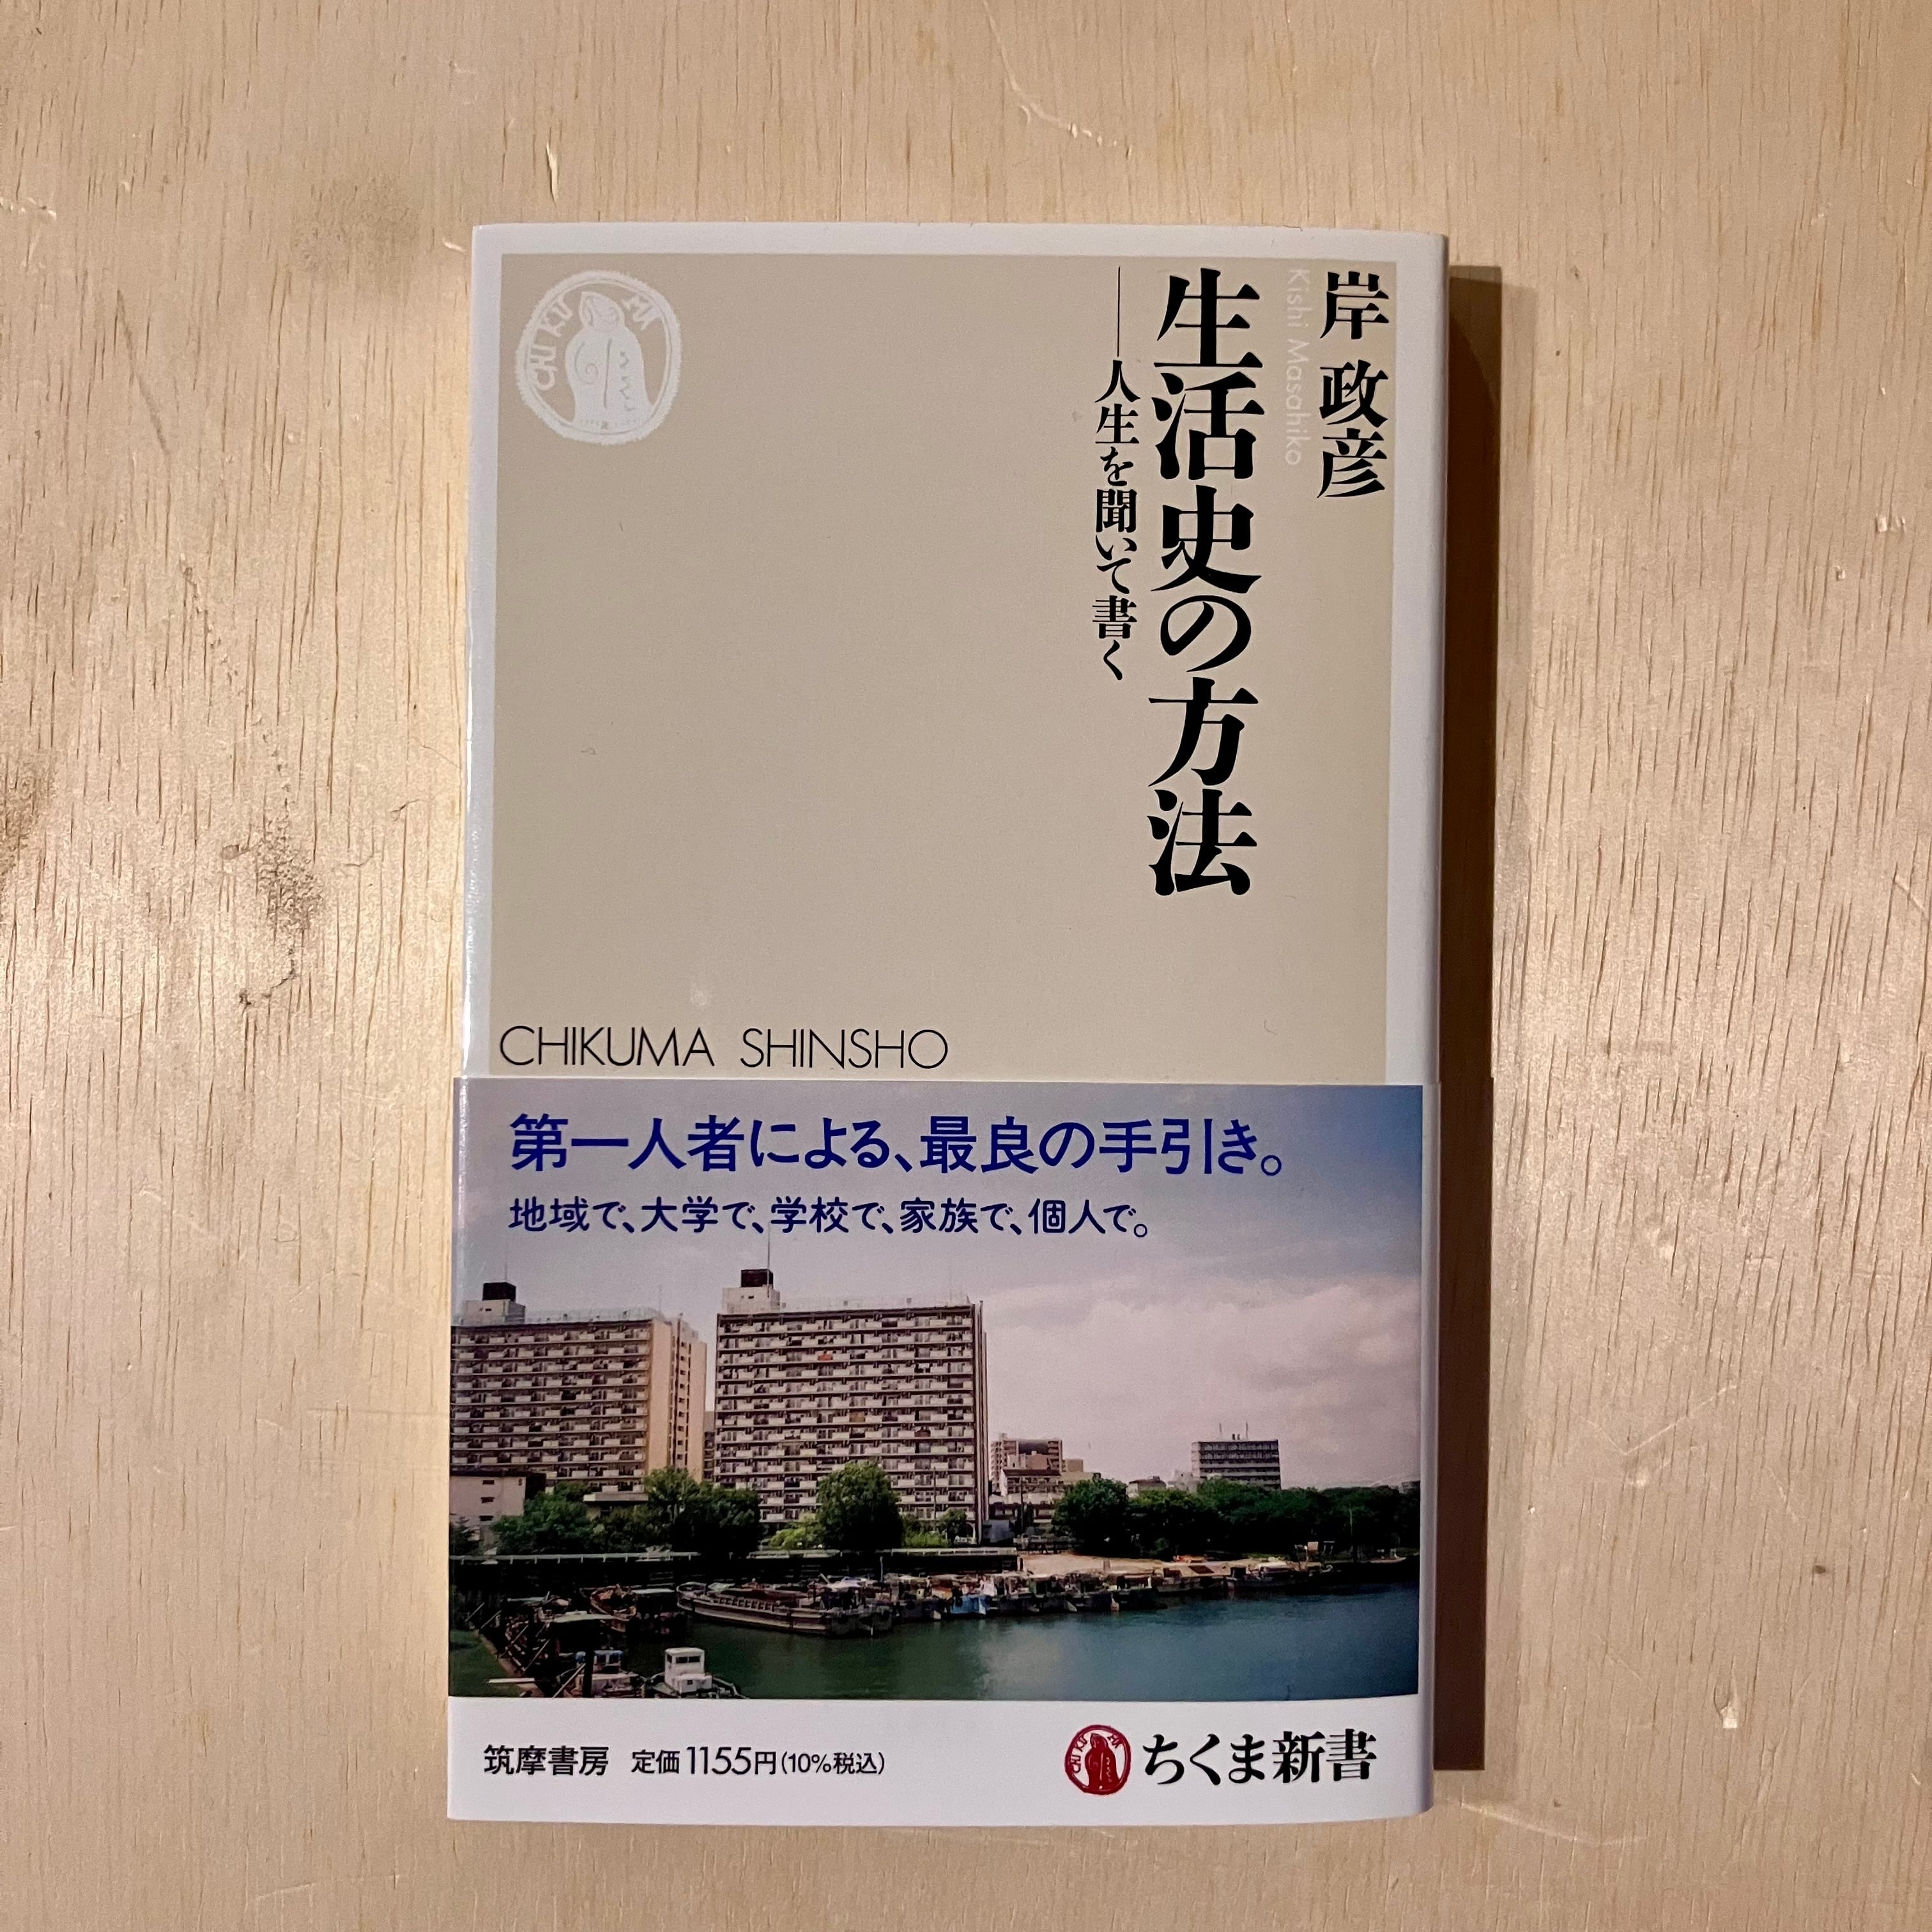 岸 政彦
Kishi Masahiko
生活史の方法
――人生を聞いて書く
CHIKUMA
CHIKUMA SHINSHO
第一人者による、最良の手引き。
地域で、大学で、学校で、家族で、個人で。
筑摩書房 定価1155円(10%税込)
CHIKUMA
ちくま新書